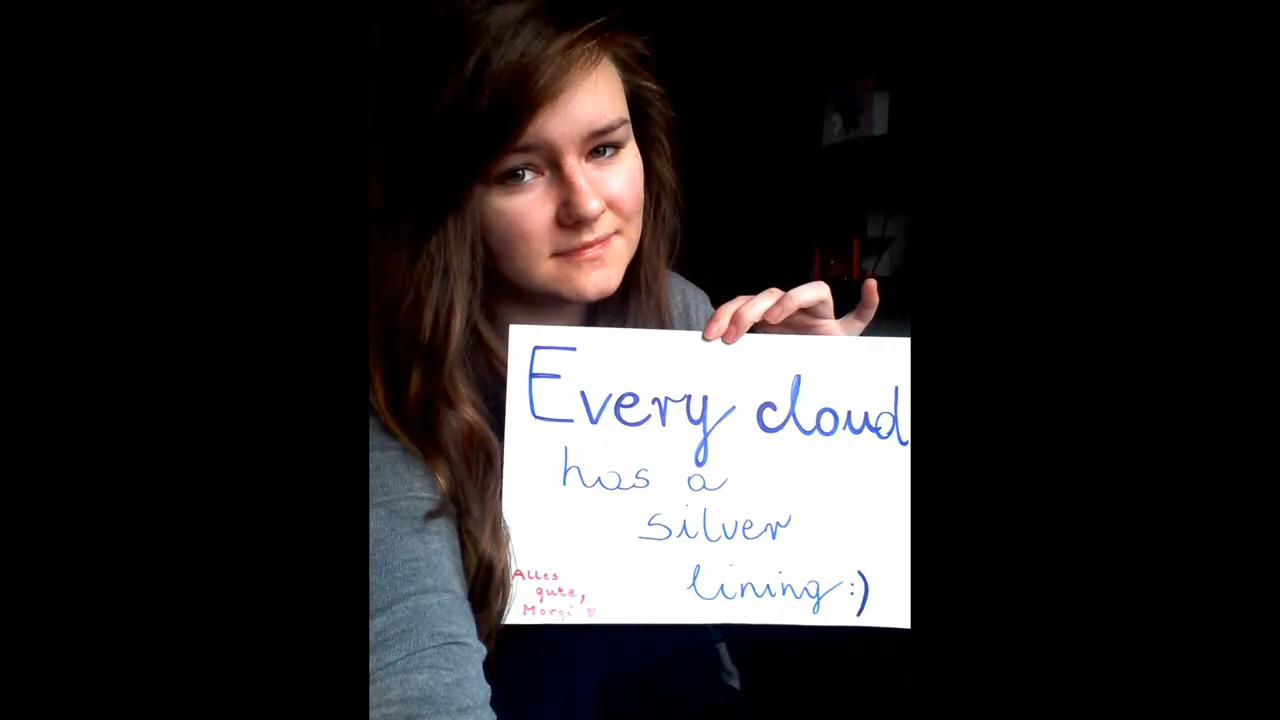 Every cloud
has a
silver
lining :)
Alles
gute,
Morgi ♥